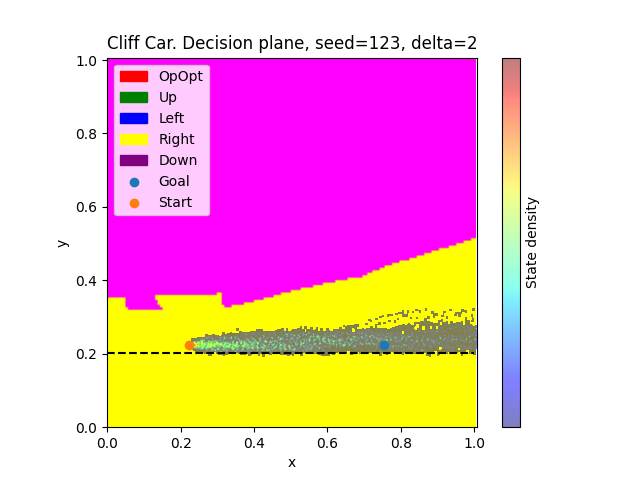 Cliff Car. Decision plane, seed=123, delta=2
1.0
0.8
0.6
0.4
0.2
0.0
y
OpOpt
Up
Left
Right
Down
Goal
Start
0.0 0.2 0.4 0.6 0.8 1.0
x
State density